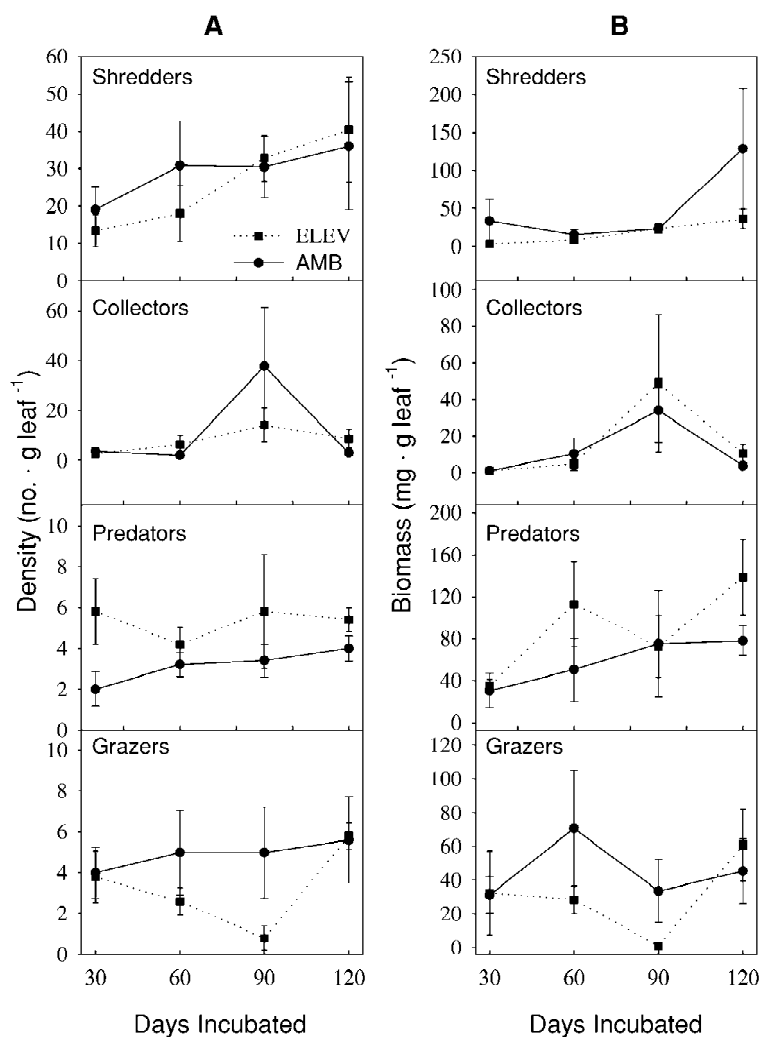 A
B
Shredders
60
50
40
30
20
10
0
ELEV
AMB
Shredders
250
200
150
100
50
0
Collectors
60
40
20
0
Collectors
100
80
60
40
20
0
Density (no. · g leaf -1)
Biomass (mg · g leaf -1)
Predators
8
6
4
2
0
Predators
200
160
120
80
40
0
Grazers
10
8
6
4
2
0
Grazers
120
100
80
60
40
20
0
30 60 90 120
30 60 90 120
Days Incubated
Days Incubated